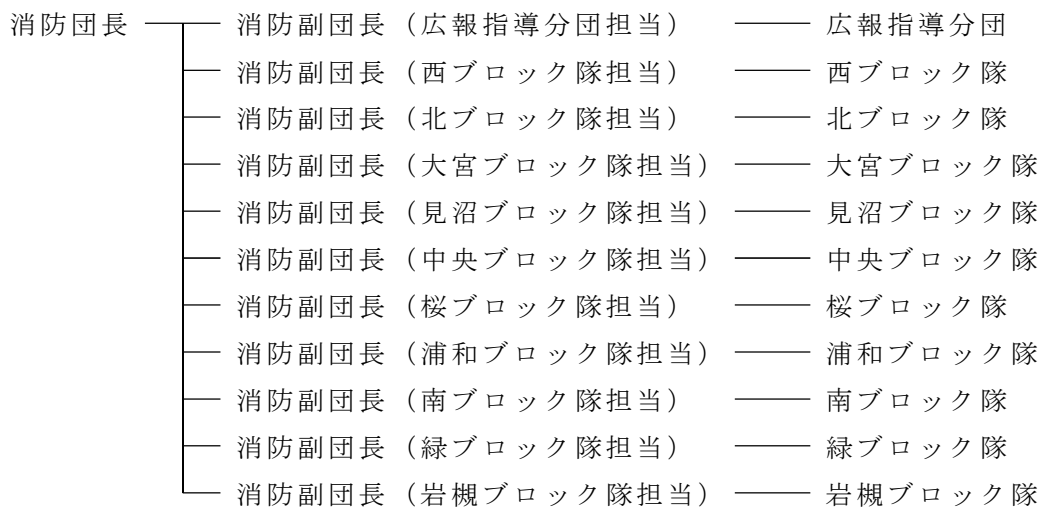 消防団長 消防副団長（広報指導分団担当） 広報指導分団
消防副団長（西ブロック隊担当） 西ブロック隊
消防副団長（北ブロック隊担当） 北ブロック隊
消防副団長（大宮ブロック隊担当） 大宮ブロック隊
消防副団長（見沼ブロック隊担当） 見沼ブロック隊
消防副団長（中央ブロック隊担当） 中央ブロック隊
消防副団長（桜ブロック隊担当） 桜ブロック隊
消防副団長（浦和ブロック隊担当） 浦和ブロック隊
消防副団長（南ブロック隊担当） 南ブロック隊
消防副団長（緑ブロック隊担当） 緑ブロック隊
消防副団長（岩槻ブロック隊担当） 岩槻ブロック隊